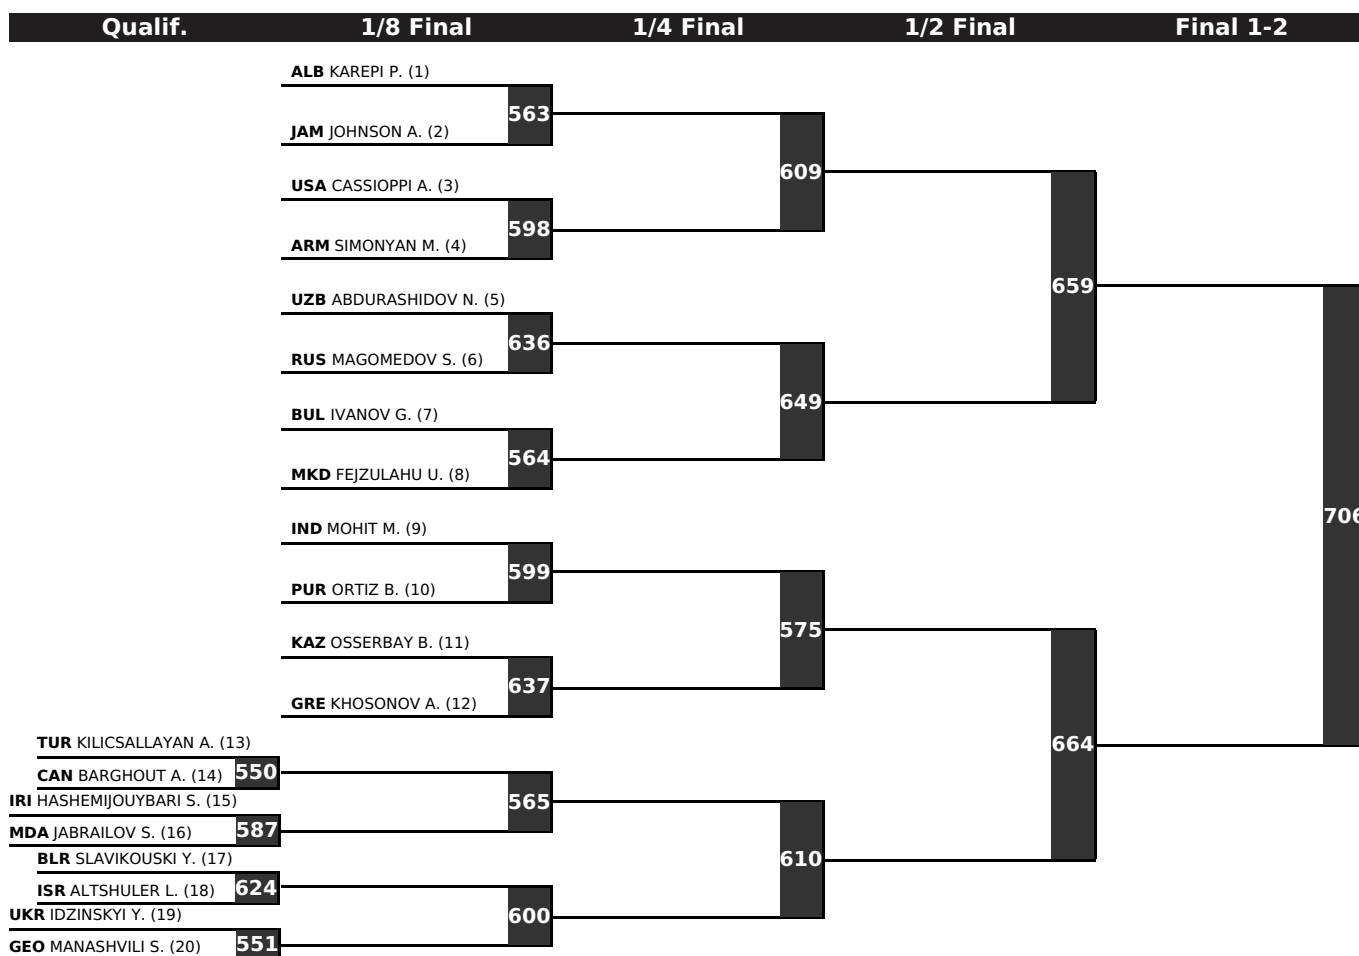 Qualif. 1/8 Final 1/4 Final 1/2 Final Final 1-2
ALB KAREPI P. (1)
563
JAM JOHNSON A. (2)
609
USA CASSIOPPI A. (3)
598
ARM SIMONYAN M. (4)
659
UZB ABDURASHIDOV N. (5)
636
RUS MAGOMEDOV S. (6)
649
BUL IVANOV G. (7)
564
MKD FEJZULAHU U. (8)
706
IND MOHIT M. (9)
599
PUR ORTIZ B. (10)
575
KAZ OSSERBAY B. (11)
637
GRE KHOSONOV A. (12)
TUR KILICSALLAYAN A. (13)
664
CAN BARGHOUT A. (14) 550
IRI HASHEMIJOUYBARI S. (15)
565
MDA JABRAILOV S. (16) 587
BLR SLAVIKOUSKI Y. (17)
610
ISR ALTSHULER L. (18) 624
UKR IDZINSKYI Y. (19)
600
GEO MANASHVILI S. (20) 551